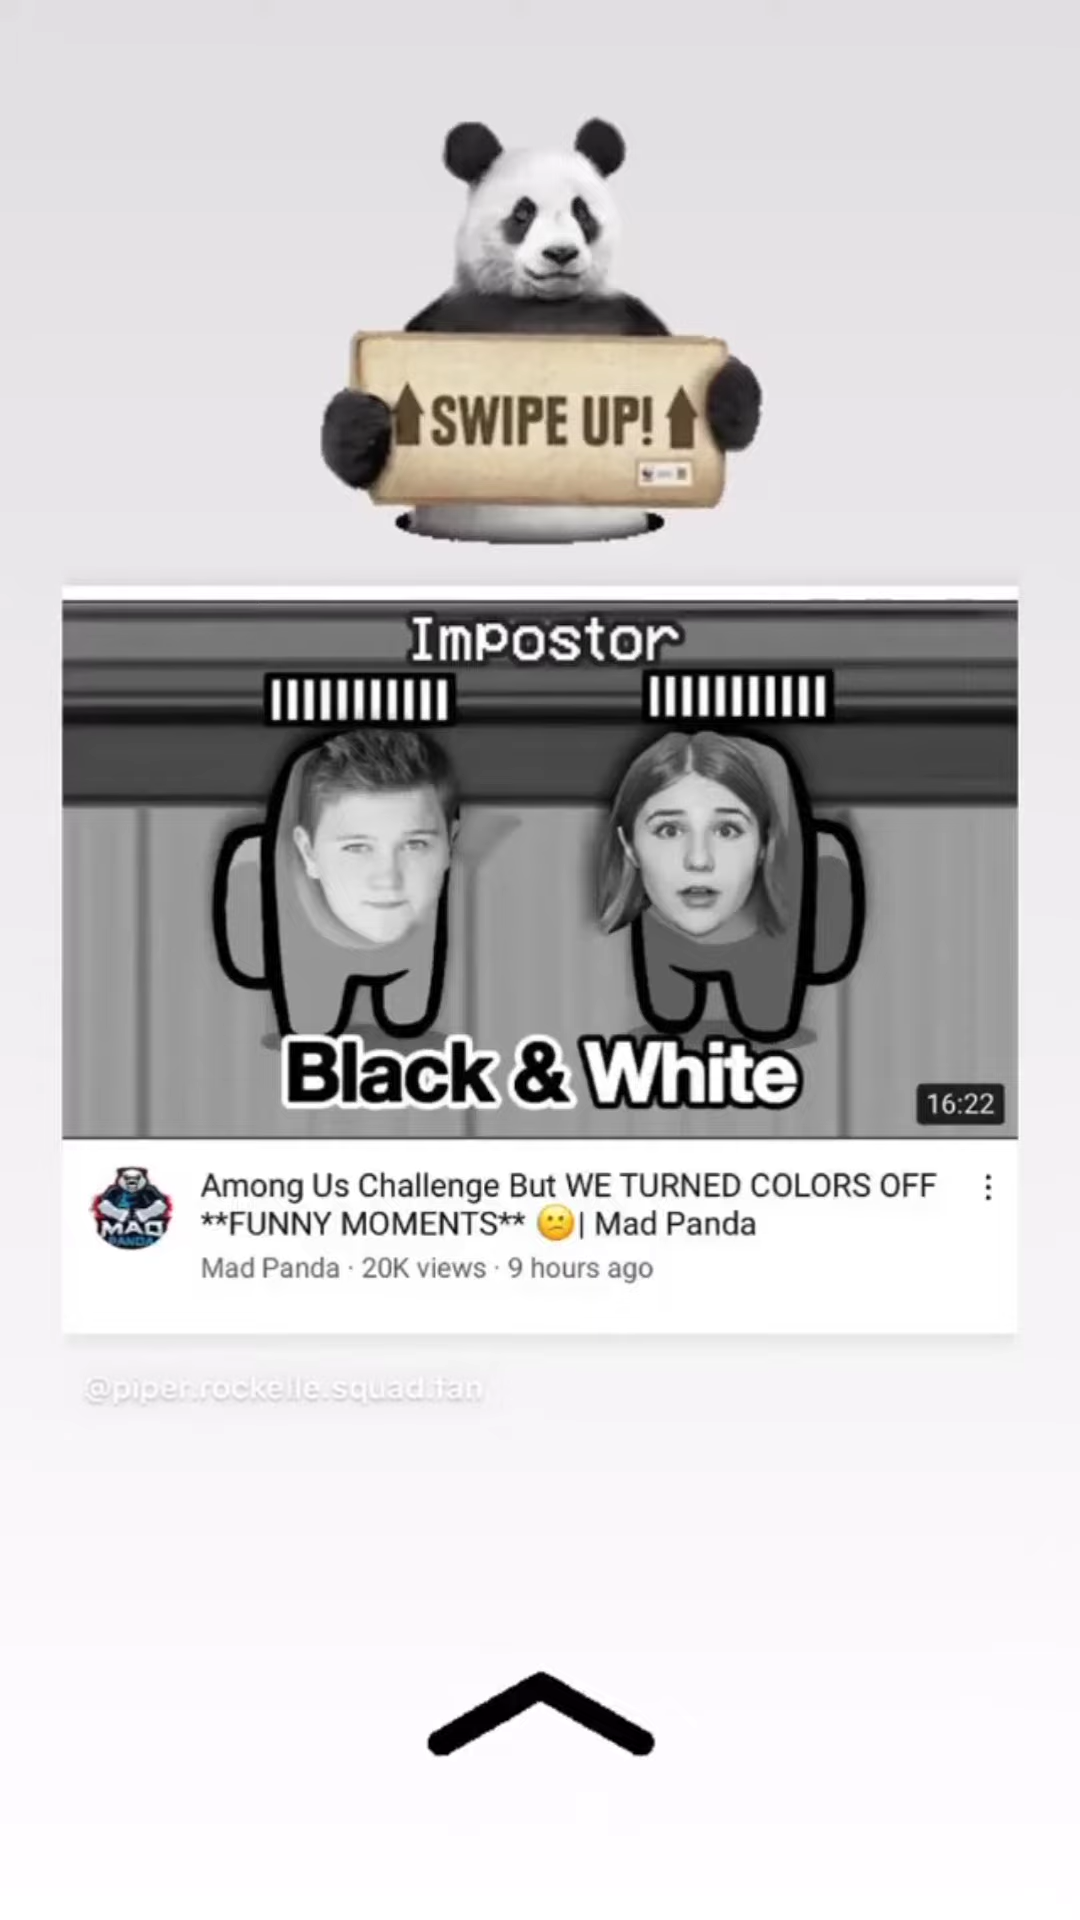 SWIPE UP!
Impostor
Black & White
16:22
MAD
PANDA
Among Us Challenge But WE TURNED COLORS OFF
**FUNNY MOMENTS** 😕| Mad Panda
Mad Panda · 20K views · 9 hours ago
@piper.rockelle.squad.fan